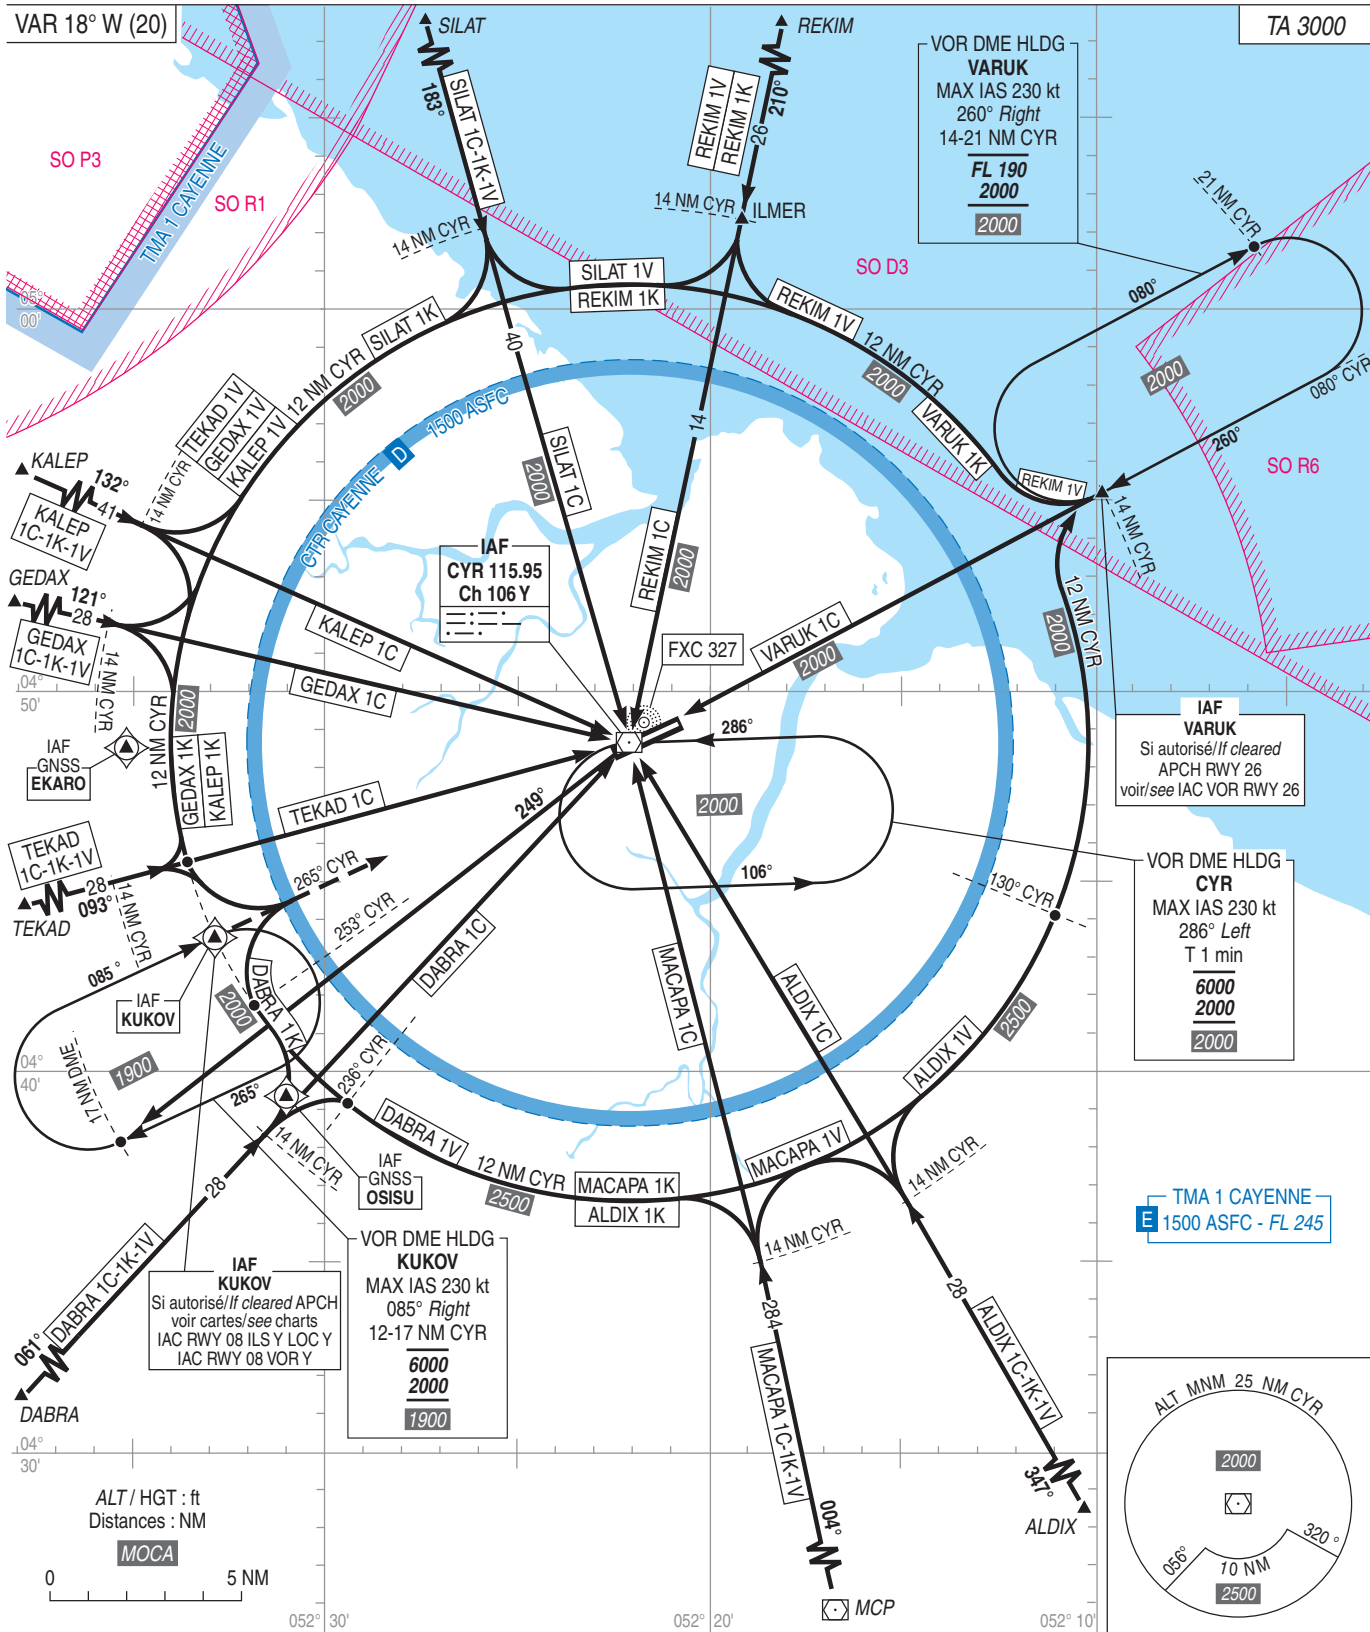 VAR 18° W (20)
SILAT
REKIM
TA 3000
VOR DME HLDG
VARUK
MAX IAS 230 kt
260° Right
14-21 NM CYR
FL 190
2000
2000
183°
SILAT 1C-1K-1V
REKIM 1V
REKIM 1K
210°
26
SO P3
TMA 1 CAYENNE
SO R1
14 NM CYR
14 NM CYR
ILMER
21 NM CYR
SO D3
080°
05°
00'
SILAT 1V
REKIM 1K
REKIM 1V
12 NM CYR
2000
SILAT 1K
12 NM CYR
2000
40
14
2000
080° CYR
260°
SO R6
VARUK 1K
REKIM 1V
14 NM CYR
1500 ASFC
D
CTR CAYENNE
TEKAD 1V
GEDAX 1V
KALEP 1V
14 NM CYR
KALEP
132°
41
KALEP
1C-1K-1V
SILAT 1C
2000
REKIM 1C
2000
IAF
CYR 115.95
Ch 106 Y
GEDAX
121°
28
GEDAX
1C-1K-1V
14 NM CYR
KALEP 1C
GEDAX 1C
FXC 327
VARUK 1C
2000
12 NM CYR
2000
04°
50'
12 NM CYR
2000
IAF
GNSS
EKARO
GEDAX 1K
KALEP 1K
IAF
VARUK
Si autorisé/If cleared
APCH RWY 26
voir/see IAC VOR RWY 26
286°
2000
106°
TEKAD 1C
249°
TEKAD
1C-1K-1V
28
093°
TEKAD
14 NM CYR
265° CYR
253° CYR
130° CYR
VOR DME HLDG
CYR
MAX IAS 230 kt
286° Left
T 1 min
6000
2000
2000
085°
IAF
KUKOV
2000
DABRA 1K
DABRA 1C
MACAPA 1C
ALDIX 1C
2500
ALDIX 1V
04°
40'
17 NM DME
1900
265°
236° CYR
DABRA 1V
12 NM CYR
2500
MACAPA 1K
ALDIX 1K
MACAPA 1V
14 NM CYR
14 NM CYR
14 NM CYR
IAF
GNSS
OSISU
28
TMA 1 CAYENNE
E
1500 ASFC - FL 245
VOR DME HLDG
KUKOV
MAX IAS 230 kt
085° Right
12-17 NM CYR
6000
2000
1900
IAF
KUKOV
Si autorisé/If cleared APCH
voir cartes/see charts
IAC RWY 08 ILS Y LOC Y
IAC RWY 08 VOR Y
DABRA 1C-1K-1V
061°
DABRA
284
MACAPA 1C-1K-1V
004°
MCP
28
ALDIX 1C-1K-1V
347°
ALDIX
04°
30'
ALT / HGT : ft
Distances : NM
MOCA
0
5 NM
ALT MNM 25 NM CYR
2000
056°
320°
10 NM
2500
052° 30'
052° 20'
052° 10'